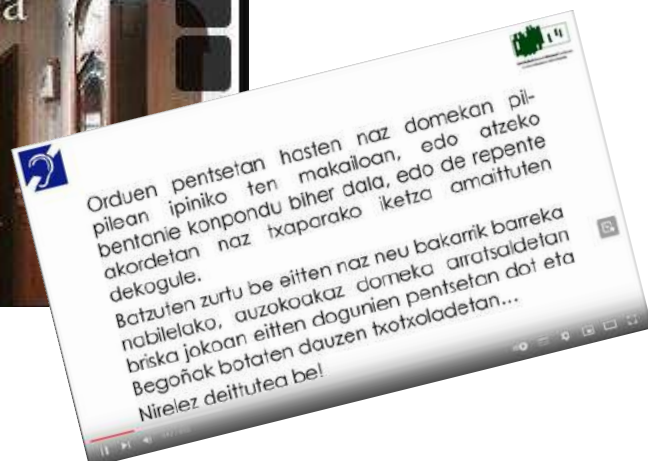 a
Orduen pentsetan hasten naz domekan pil-
pilean ipiniko ten makailoan, edo atzeko
bentanie konpondu biher dala, edo de repente
akordetan naz txaparako iketza amaittuten
dekogule.
Batzuten zurtu be eitten naz neu bakarrik barreka
nabilelako, auzokoakaz domeka arratsaldetan
briska jokoan eitten dogunien pentsetan dot eta
Begoñak botaten dauzen txotxoladetan...
Nirelez deittutea be!